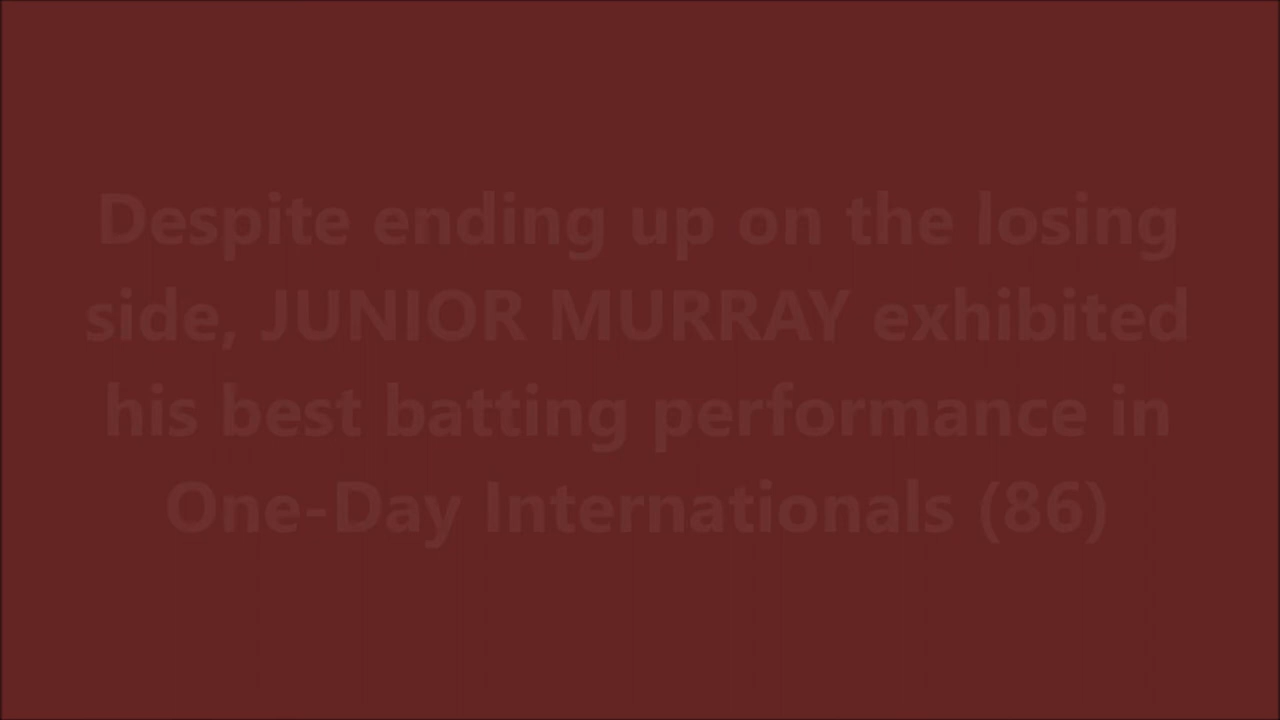 Despite ending up on the losing
side, JUNIOR MURRAY exhibited
his best batting performance in
One-Day Internationals (86)